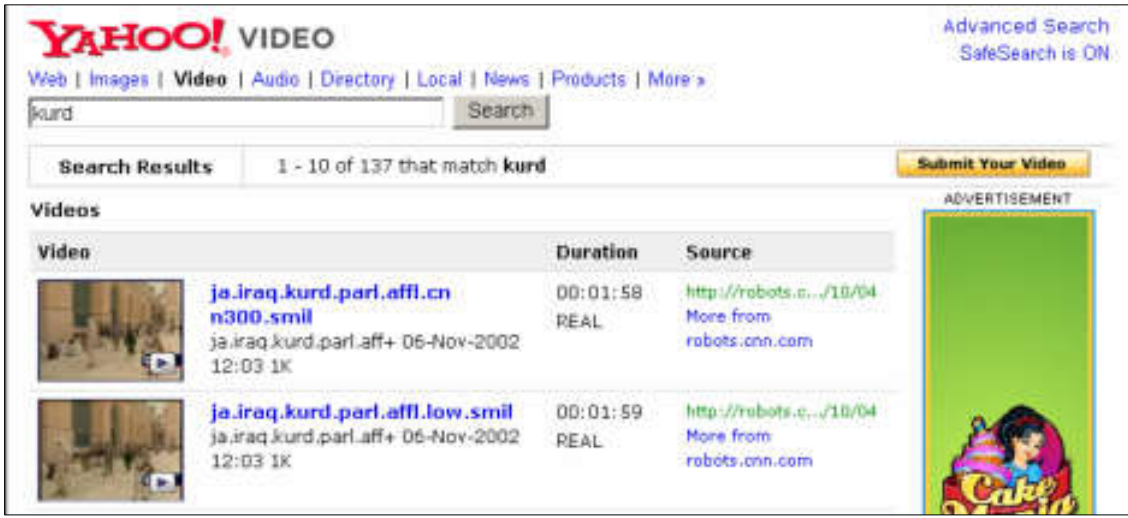 YAHOO! VIDEO
Advanced Search
SafeSearch is ON
Web | Images | Video | Audio | Directory | Local | News | Products | More »
kurd
Search
Search Results
1 - 10 of 137 that match kurd
Submit Your Video
Videos
ADVERTISEMENT
Video Duration Source
ja.iraq.kurd.parl.affl.cn
n300.smil
ja.iraq.kurd.parl.aff+ 06-Nov-2002
12:03 1K
00:01:58
REAL
http://robots.c.../10/04
More from
robots.cnn.com
ja.iraq.kurd.parl.affl.low.smil
ja.iraq.kurd.parl.aff+ 06-Nov-2002
12:03 1K
00:01:59
REAL
http://robots.c.../10/04
More from
robots.cnn.com
Cake
Mania